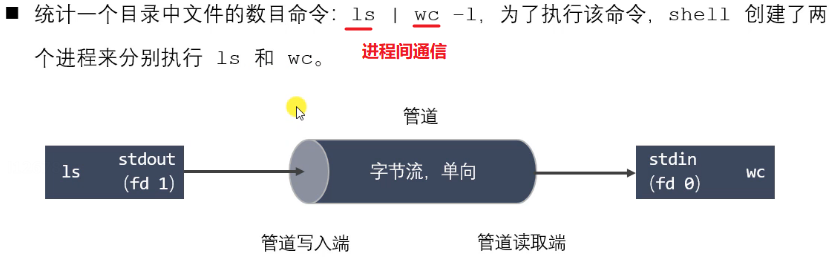 ■ 统计一个目录中文件的数目命令：ls | wc -l，为了执行该命令，shell 创建了两
个进程来分别执行 ls 和 wc。
进程间通信
管道
ls stdout (fd 1)
字节流，单向
stdin (fd 0) wc
管道写入端
管道读取端